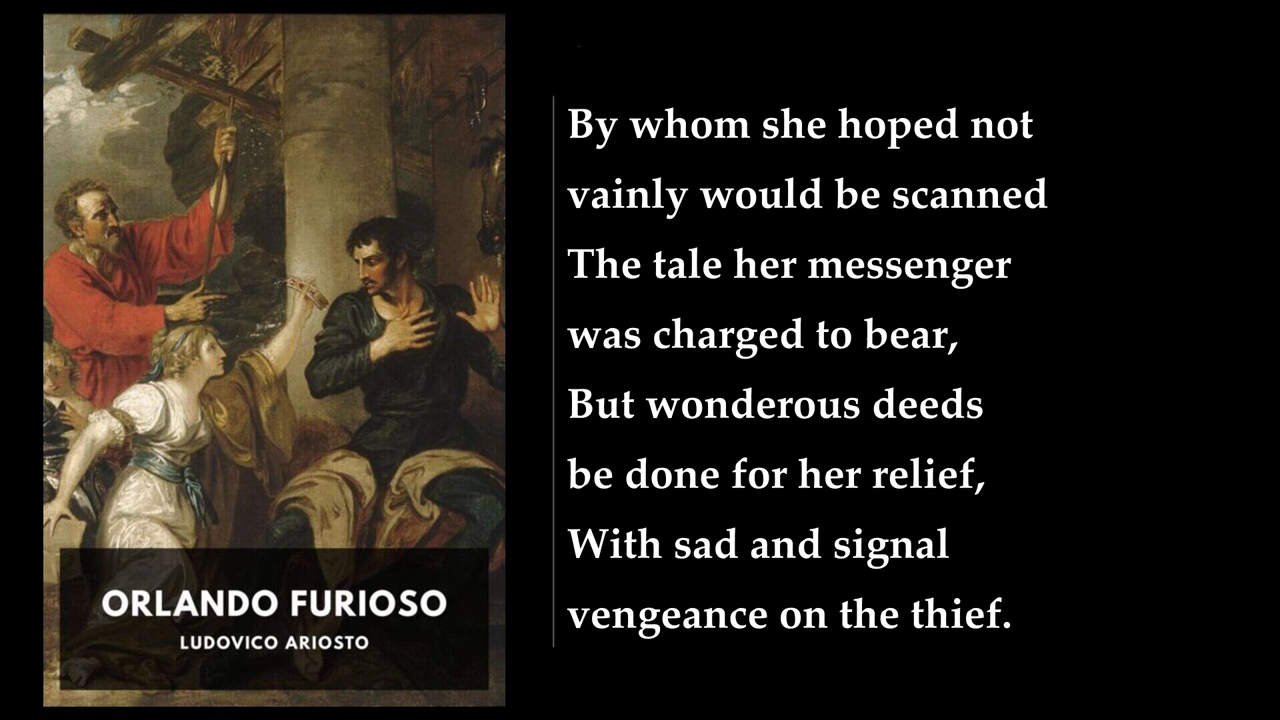 ORLANDO FURIOSO
LUDOVICO ARIOSTO
By whom she hoped not
vainly would be scanned
The tale her messenger
was charged to bear,
But wonderous deeds
be done for her relief,
With sad and signal
vengeance on the thief.